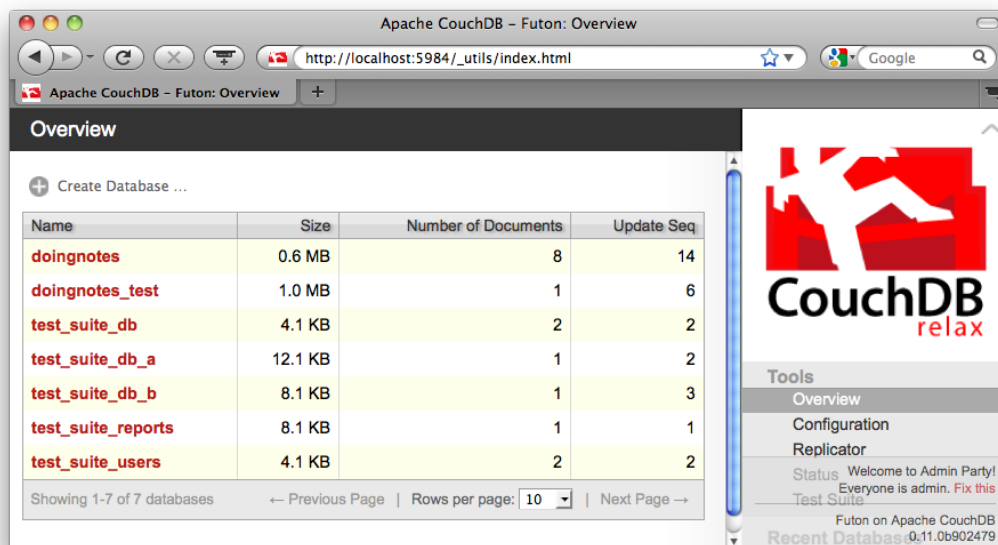 Apache CouchDB – Futon: Overview
http://localhost:5984/_utils/index.html
Google
Apache CouchDB – Futon: Overview
Overview
Create Database ...
Name Size Number of Documents Update Seq
doingnotes 0.6 MB 8 14
doingnotes_test 1.0 MB 1 6
test_suite_db 4.1 KB 2 2
test_suite_db_a 12.1 KB 1 2
test_suite_db_b 8.1 KB 1 3
test_suite_reports 8.1 KB 1 1
test_suite_users 4.1 KB 2 2
Showing 1-7 of 7 databases ← Previous Page | Rows per page: 10 | Next Page →
CouchDB
relax
Tools
Overview
Configuration
Replicator
Status
Welcome to Admin Party!
Everyone is admin. Fix this
Test Suite
Futon on Apache CouchDB
Recent Databases
0.11.0b902479